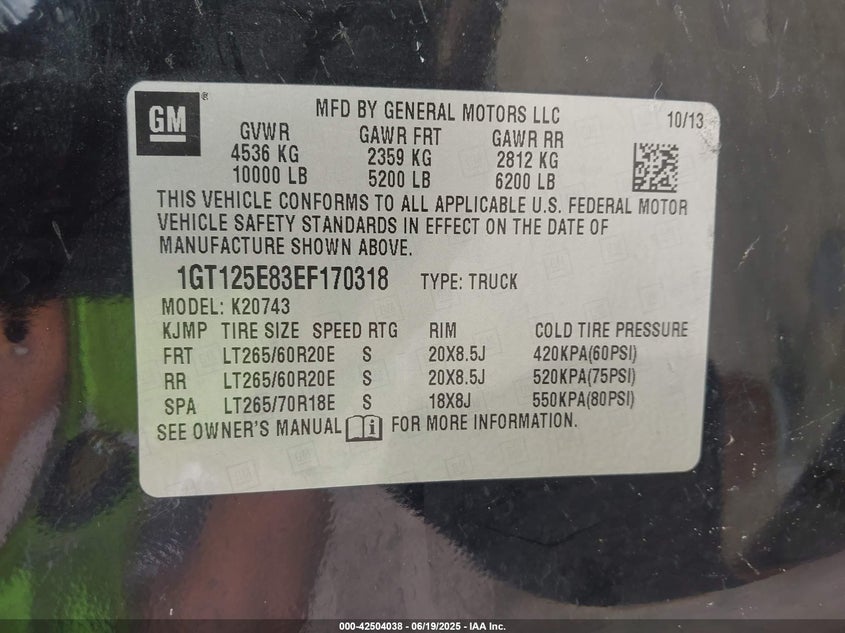 GM
®
MFD BY GENERAL MOTORS LLC
10/13
GVWR GAWR FRT GAWR RR
4536 KG 2359 KG 2812 KG
10000 LB 5200 LB 6200 LB
THIS VEHICLE CONFORMS TO ALL APPLICABLE U.S. FEDERAL MOTOR
VEHICLE SAFETY STANDARDS IN EFFECT ON THE DATE OF
MANUFACTURE SHOWN ABOVE.
1GT125E83EF170318 TYPE: TRUCK
MODEL: K20743
KJMP TIRE SIZE SPEED RTG RIM COLD TIRE PRESSURE
FRT LT265/60R20E S 20X8.5J 420KPA(60PSI)
RR LT265/60R20E S 20X8.5J 520KPA(75PSI)
SPA LT265/70R18E S 18X8J 550KPA(80PSI)
SEE OWNER'S MANUAL i FOR MORE INFORMATION.
000-42504038 - 06/19/2025 - IAA Inc.